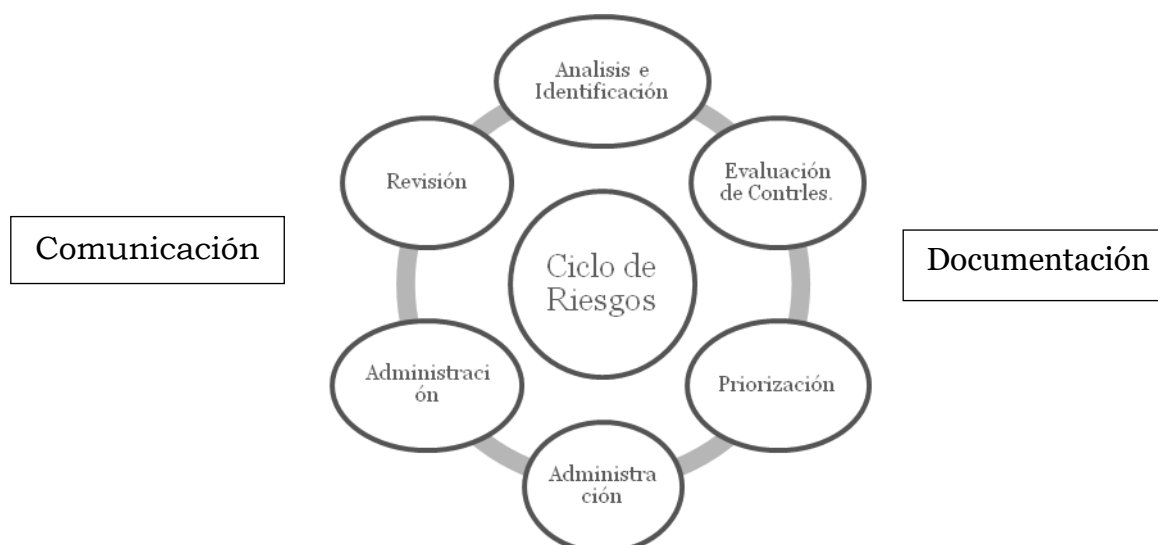 Analisis e
Identificación
Evaluación
de Contrles.
Revisión
Comunicación
Ciclo de
Riesgos
Documentación
Administraci
ón
Priorización
Administra
ción